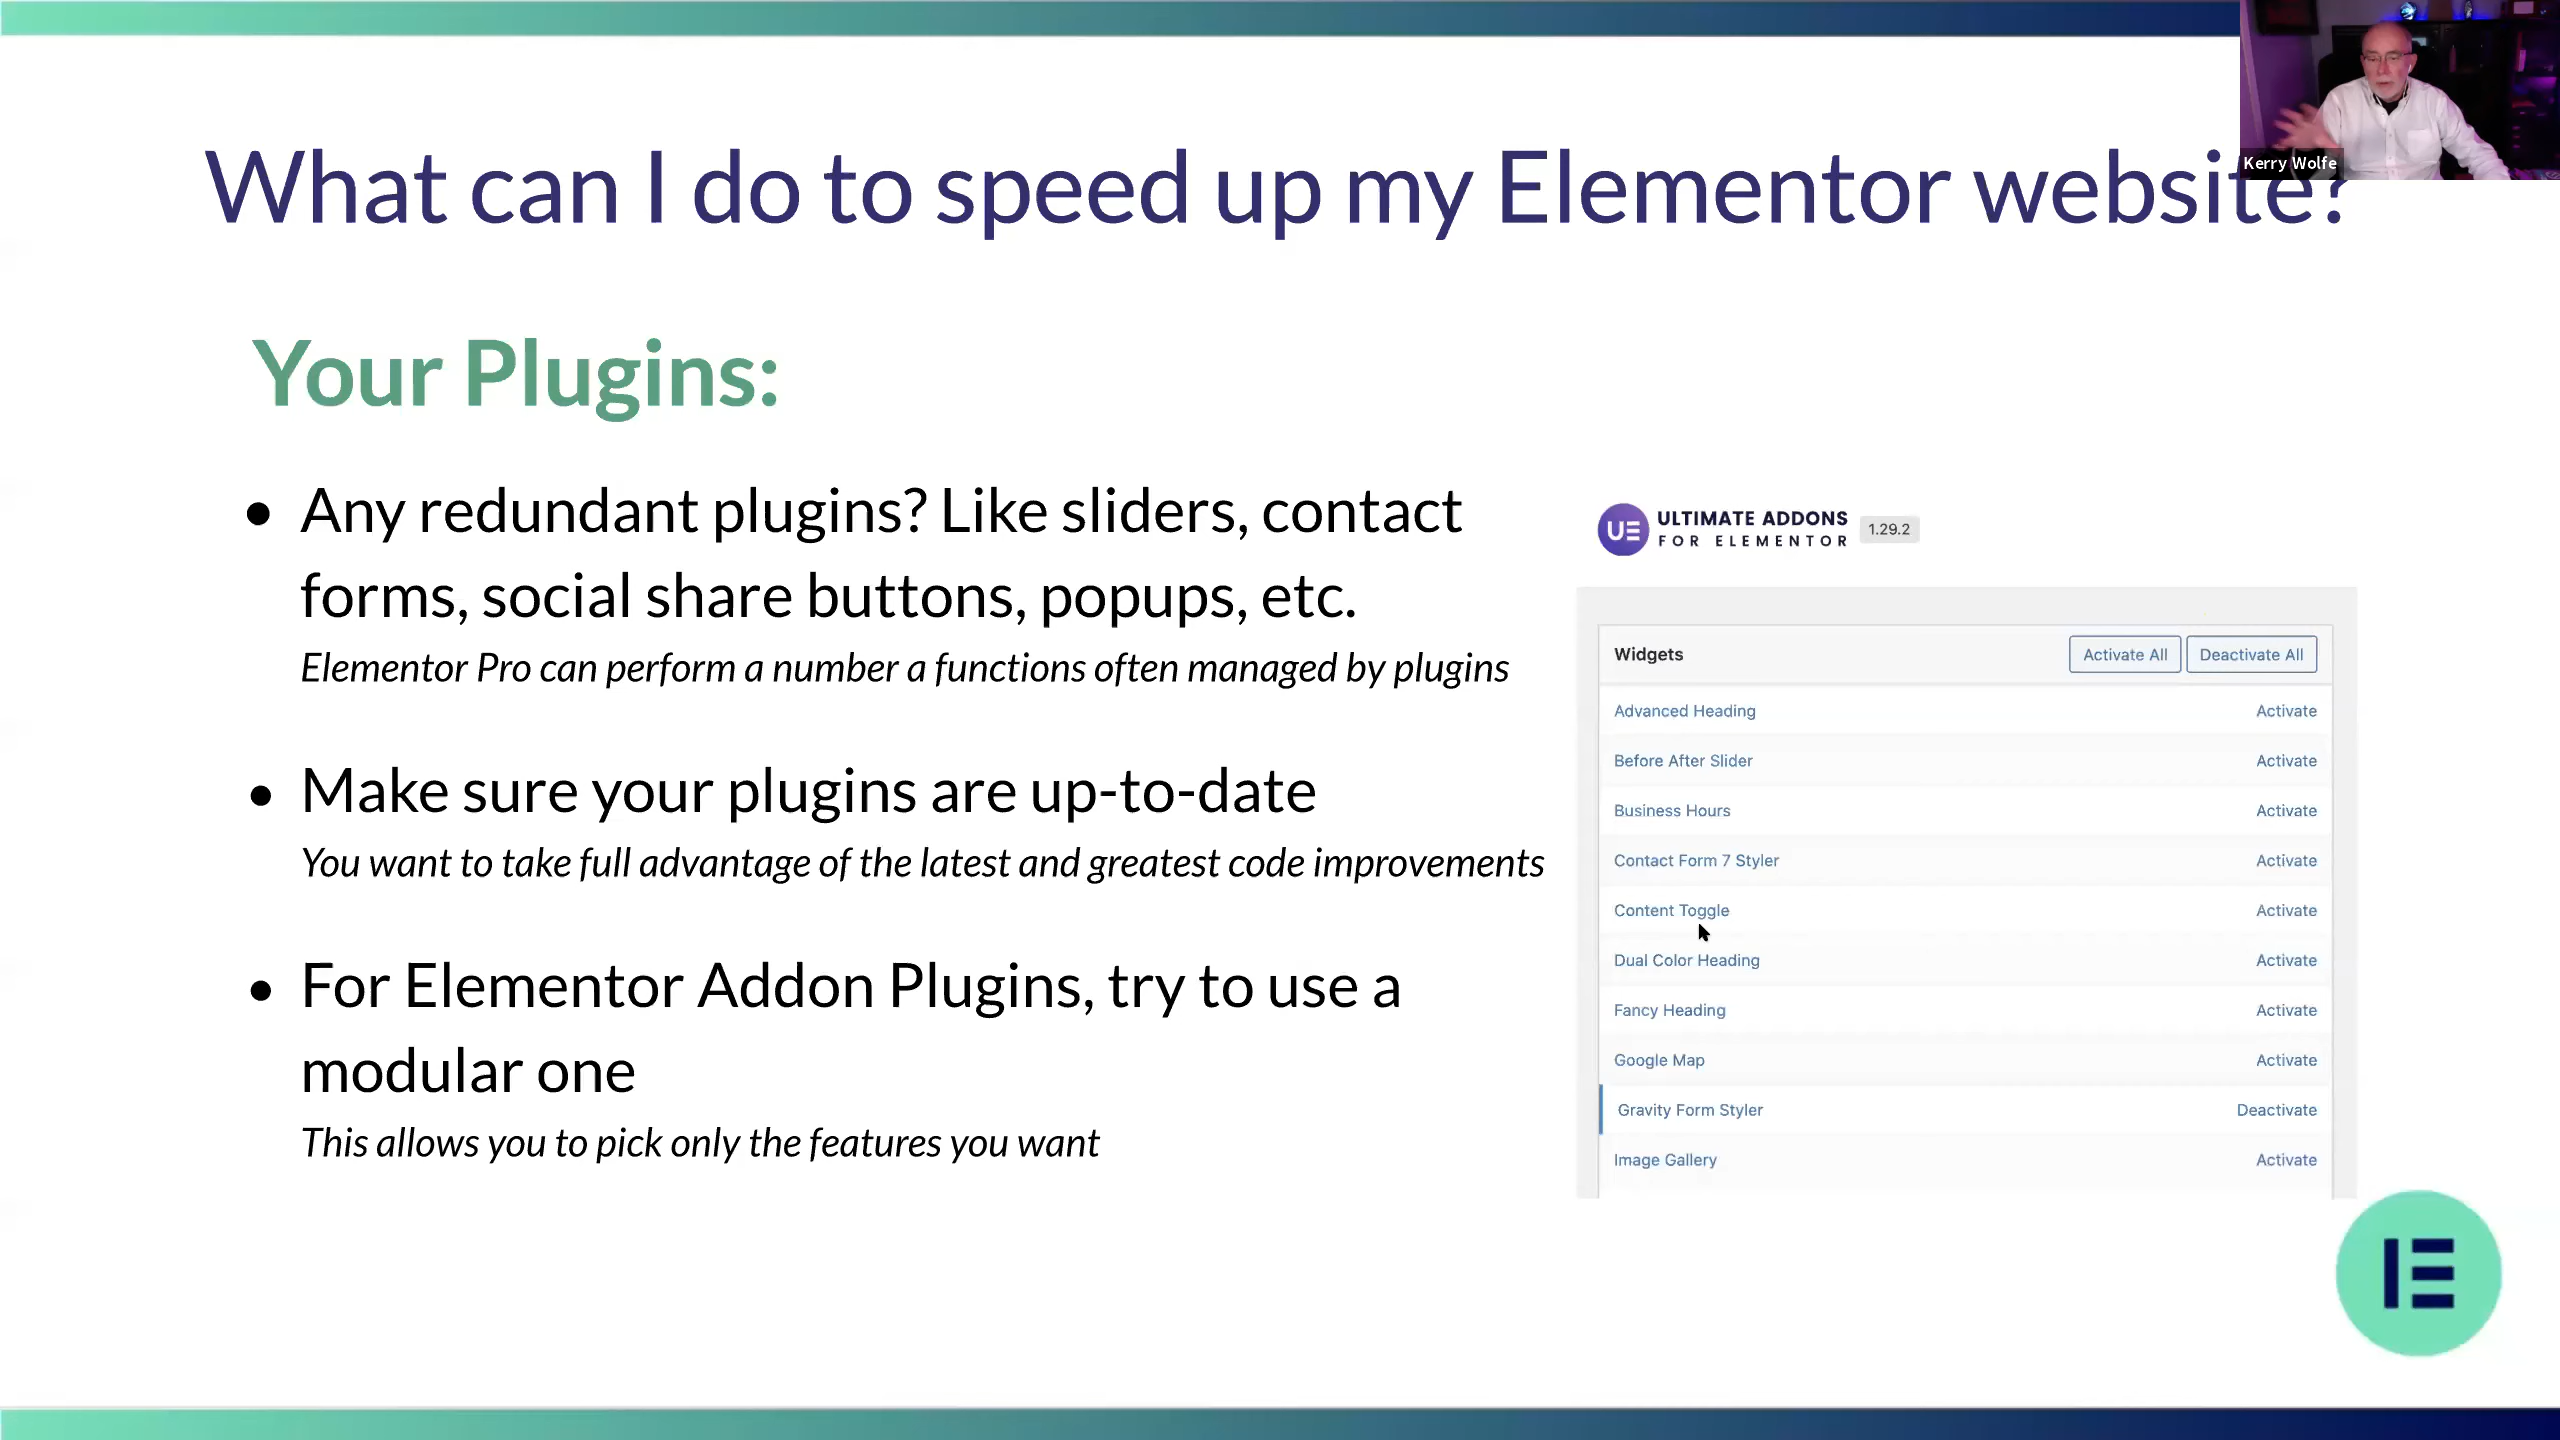 Kerry Wolfe
What can I do to speed up my Elementor website?
Your Plugins:
• Any redundant plugins? Like sliders, contact
forms, social share buttons, popups, etc.
Elementor Pro can perform a number a functions often managed by plugins
• Make sure your plugins are up-to-date
You want to take full advantage of the latest and greatest code improvements
• For Elementor Addon Plugins, try to use a
modular one
This allows you to pick only the features you want
UE ULTIMATE ADDONS
FOR ELEMENTOR 1.29.2
Widgets Activate All Deactivate All
Advanced Heading Activate
Before After Slider Activate
Business Hours Activate
Contact Form 7 Styler Activate
Content Toggle Activate
Dual Color Heading Activate
Fancy Heading Activate
Google Map Activate
Gravity Form Styler Deactivate
Image Gallery Activate